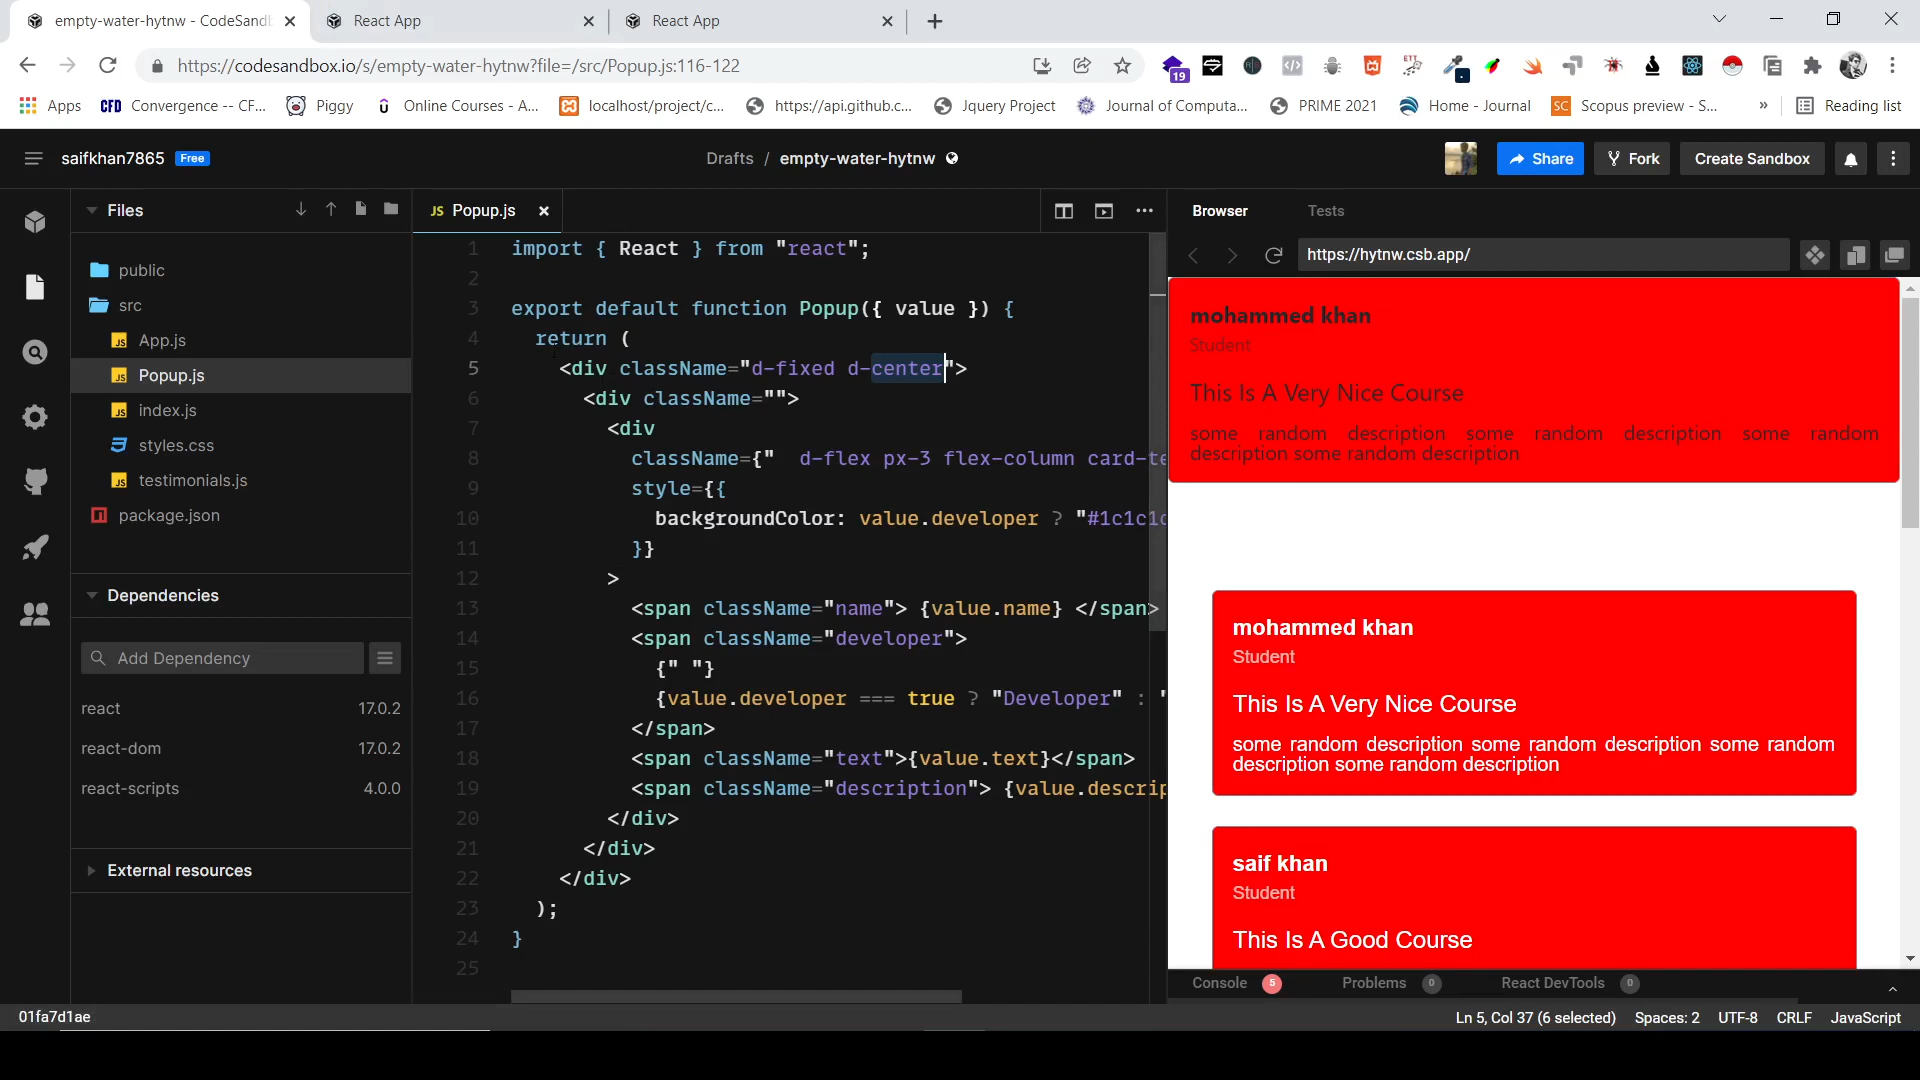 empty-water-hytnw - CodeSand
React App
React App
https://codesandbox.io/s/empty-water-hytnw?file=/src/Popup.js:116-122
19
Apps
CFD Convergence -- CF...
Piggy
Online Courses - A...
localhost/project/c...
https://api.github.c...
Jquery Project
Journal of Computa...
PRIME 2021
Home - Journal
SC Scopus preview - S...
»
Reading list
saifkhan7865 Free
Drafts / empty-water-hytnw
Share
Fork
Create Sandbox
Files
JS Popup.js
Browser
Tests
https://hytnw.csb.app/
public
src
JS App.js
JS Popup.js
JS index.js
styles.css
JS testimonials.js
package.json
Dependencies
Add Dependency
react 17.0.2
react-dom 17.0.2
react-scripts 4.0.0
External resources
1 import { React } from "react";
2
3 export default function Popup({ value }) {
4 return (
5 <div className="d-fixed d-center">
6 <div className="">
7 <div
8 className={" d-flex px-3 flex-column card-te
9 style={{
10 backgroundColor: value.developer ? "#1c1c1c
11 }}
12 >
13 <span className="name"> {value.name} </span>
14 <span className="developer">
15 {" "}
16 {value.developer === true ? "Developer" : "
17 </span>
18 <span className="text">{value.text}</span>
19 <span className="description"> {value.descrip
20 </div>
21 </div>
22 </div>
23 );
24 }
25
mohammed khan
Student
This Is A Very Nice Course
some random description some random description some random
description some random description
mohammed khan
Student
This Is A Very Nice Course
some random description some random description some random
description some random description
saif khan
Student
This Is A Good Course
Console 5
Problems 0
React DevTools 0
01fa7d1ae
Ln 5, Col 37 (6 selected)
Spaces: 2
UTF-8
CRLF
JavaScript